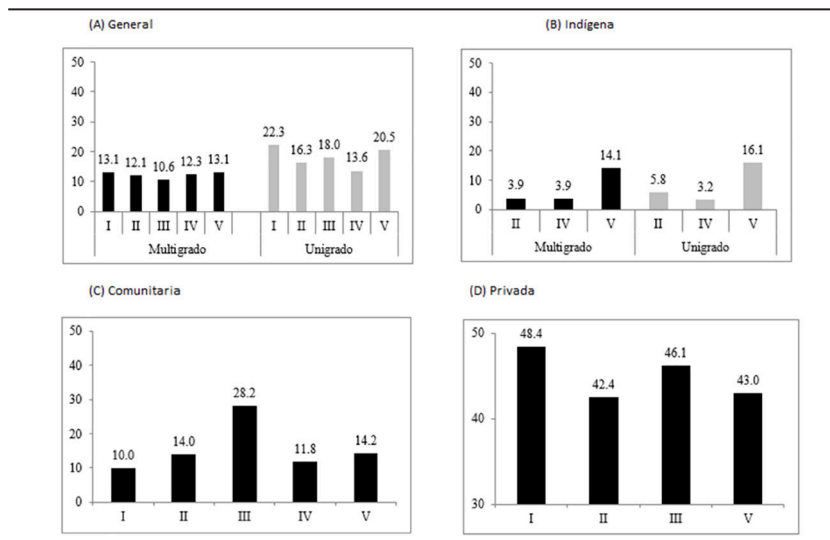 (A) General
50
40
30
20
10
0
13.1 12.1 10.6 12.3 13.1 22.3 16.3 18.0 13.6 20.5
I II III IV V I II III IV V
Multigrado Unigrado
(B) Indígena
50
40
30
20
10
0
3.9 3.9 14.1 5.8 3.2 16.1
II IV V II IV V
Multigrado Unigrado
(C) Comunitaria
50
40
30
20
10
0
10.0 14.0 28.2 11.8 14.2
I II III IV V
(D) Privada
50
40
30
48.4 42.4 46.1 43.0
I II III V